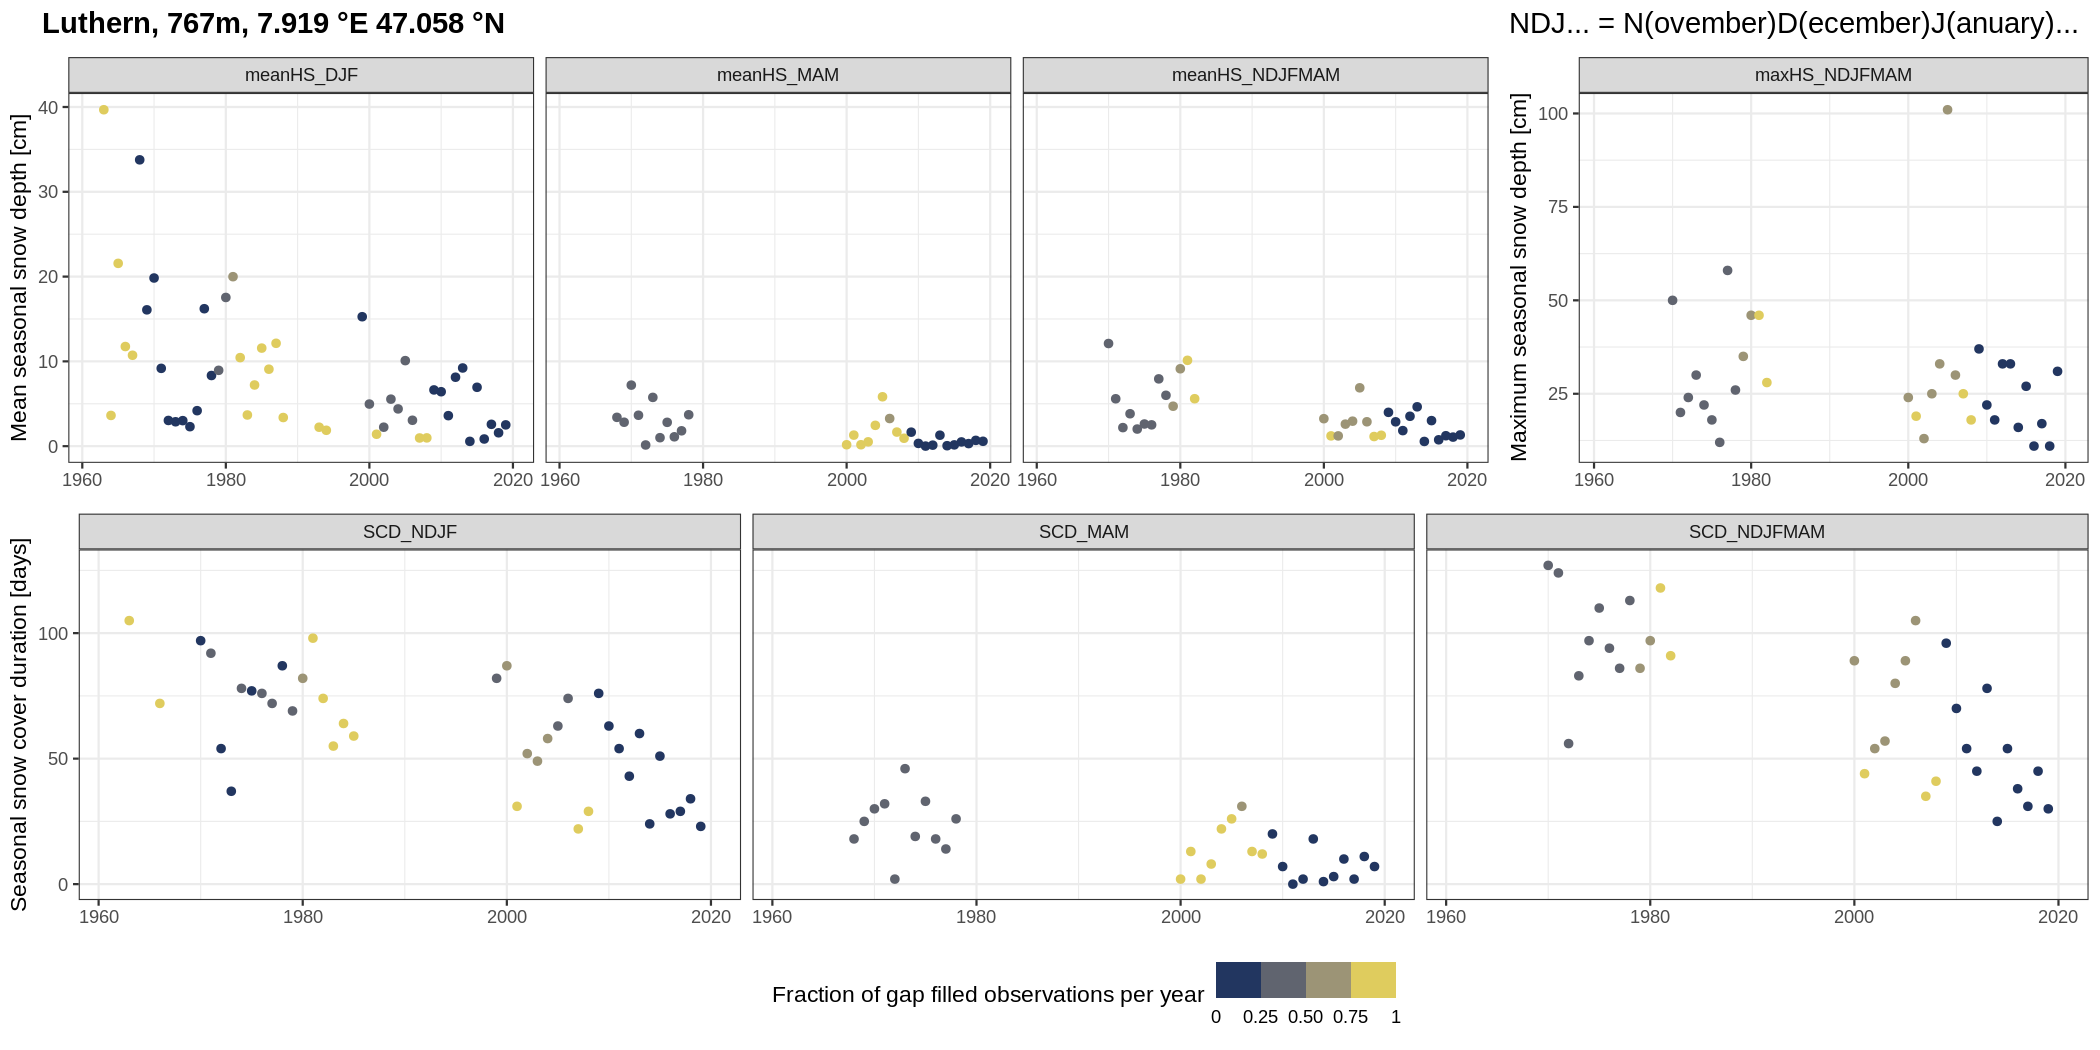 Luthern, 767m, 7.919 °E 47.058 °N
NDJ... = N(ovember)D(ecember)J(anuary)...
meanHS_DJF
meanHS_MAM
meanHS_NDJFMAM
maxHS_NDJFMAM
Mean seasonal snow depth [cm]
40
30
20
10
0
1960 1980 2000 2020
1960 1980 2000 2020
1960 1980 2000 2020
Maximum seasonal snow depth [cm]
100
75
50
25
1960 1980 2000 2020
SCD_NDJF
SCD_MAM
SCD_NDJFMAM
Seasonal snow cover duration [days]
100
50
0
1960 1980 2000 2020
1960 1980 2000 2020
1960 1980 2000 2020
Fraction of gap filled observations per year
0 0.25 0.50 0.75 1